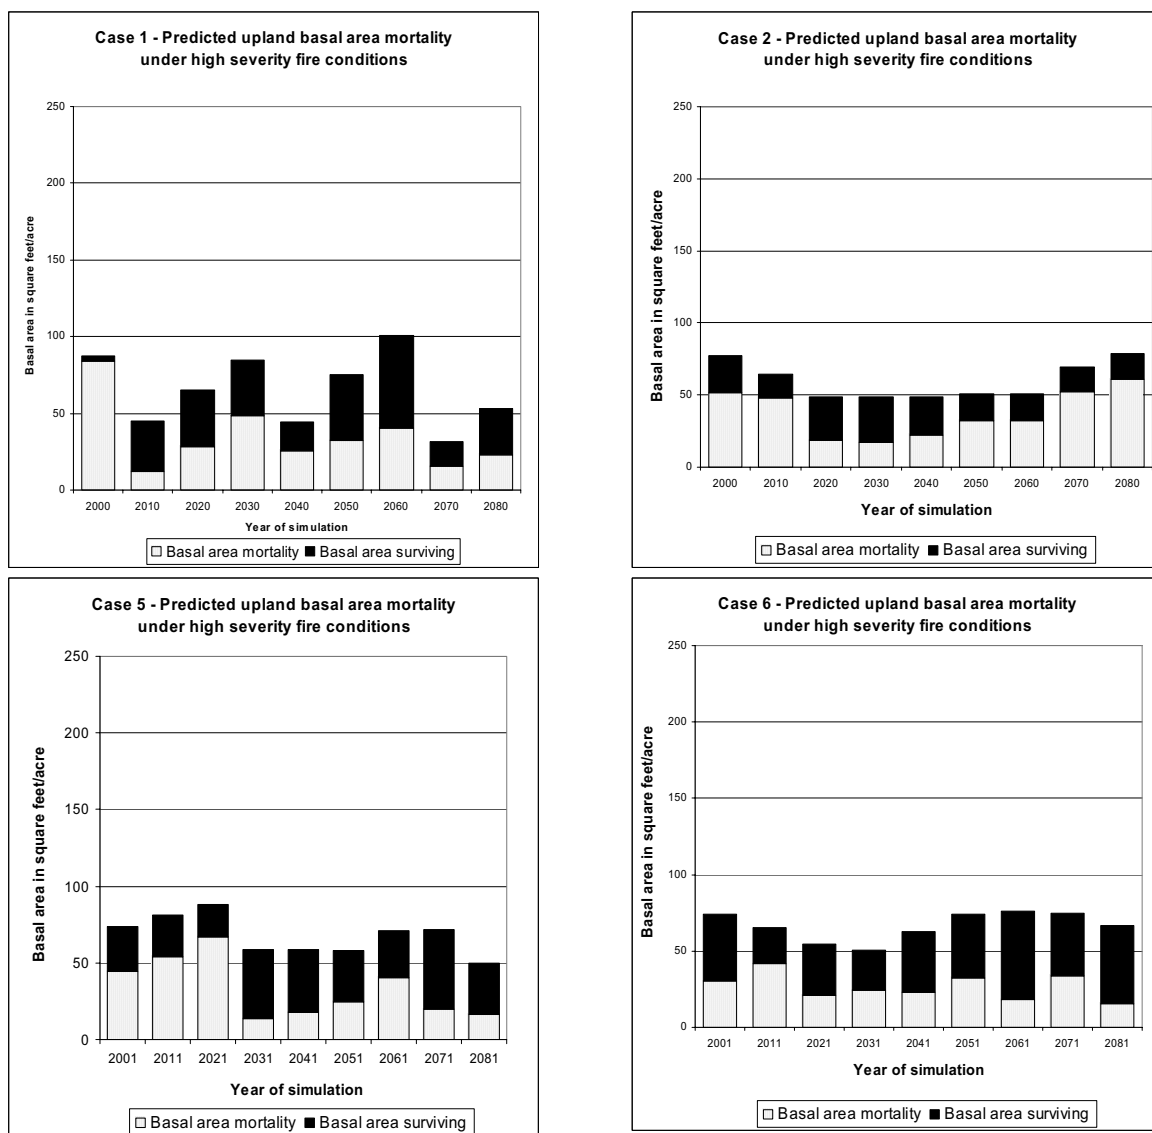 Case 1 - Predicted upland basal area mortality
under high severity fire conditions
250
200
150
100
50
0
Basal area in square feet/acre
2000 2010 2020 2030 2040 2050 2060 2070 2080
Year of simulation
Basal area mortality Basal area surviving
Case 2 - Predicted upland basal area mortality
under high severity fire conditions
250
200
150
100
50
0
Basal area in square feet/acre
2000 2010 2020 2030 2040 2050 2060 2070 2080
Year of simulation
Basal area mortality Basal area surviving
Case 5 - Predicted upland basal area mortality
under high severity fire conditions
250
200
150
100
50
0
Basal area in square feet/acre
2001 2011 2021 2031 2041 2051 2061 2071 2081
Year of simulation
Basal area mortality Basal area surviving
Case 6 - Predicted upland basal area mortality
under high severity fire conditions
250
200
150
100
50
0
Basal area in square feet/acre
2001 2011 2021 2031 2041 2051 2061 2071 2081
Year of simulation
Basal area mortality Basal area surviving